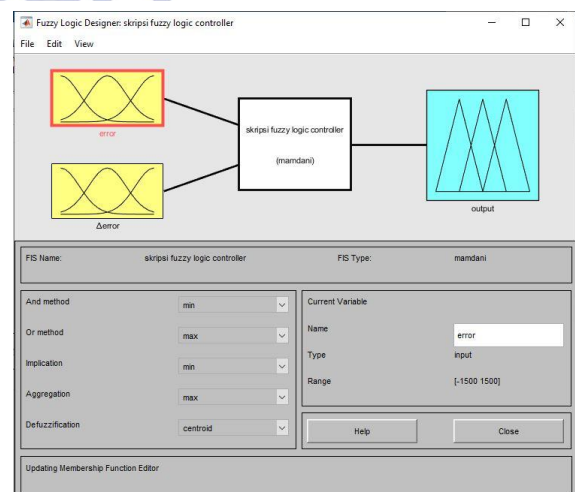 Fuzzy Logic Designer: skripsi fuzzy logic controller
File Edit View
error
skripsi fuzzy logic controller
(mamdani)
Δerror
output
FIS Name: skripsi fuzzy logic controller FIS Type: mamdani
And method min
Or method max
Implication min
Aggregation max
Defuzzification centroid
Current Variable
Name error
Type input
Range [-1500 1500]
Help Close
Updating Membership Function Editor